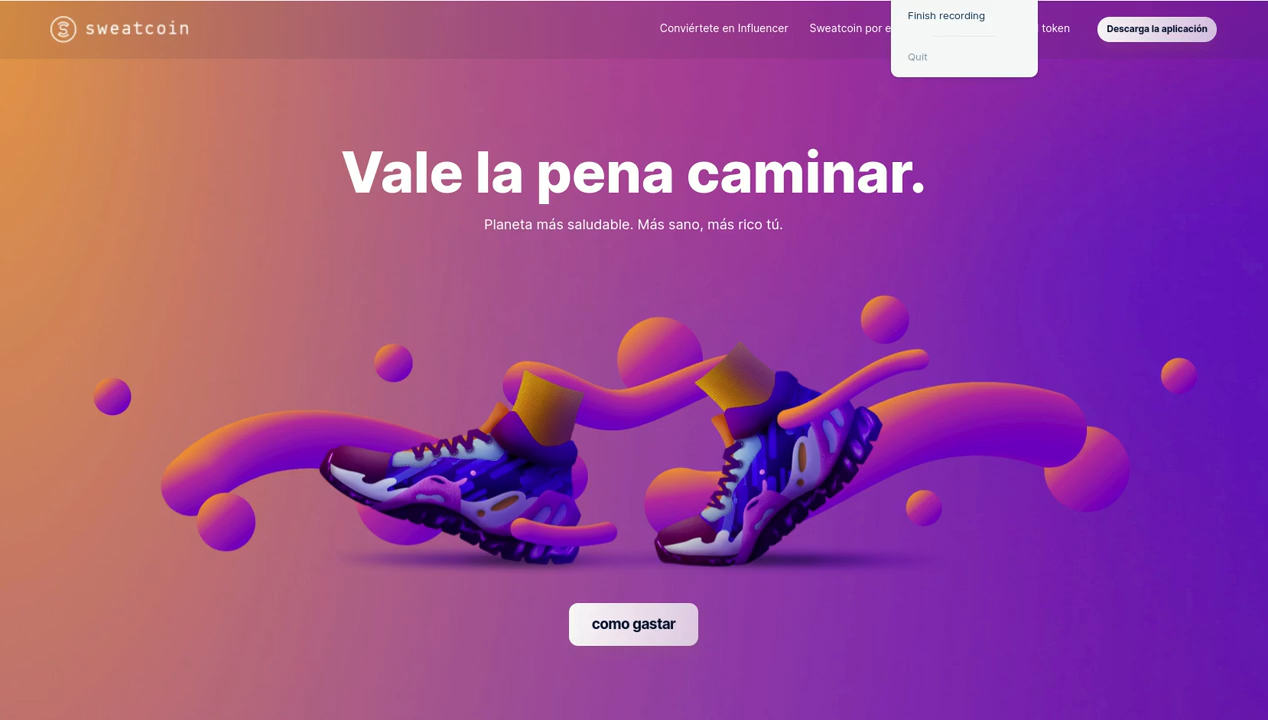 sweatcoin
Conviértete en Influencer
Sweatcoin por e
token
Descarga la aplicación
Finish recording
Quit
Vale la pena caminar.
Planeta más saludable. Más sano, más rico tú.
como gastar